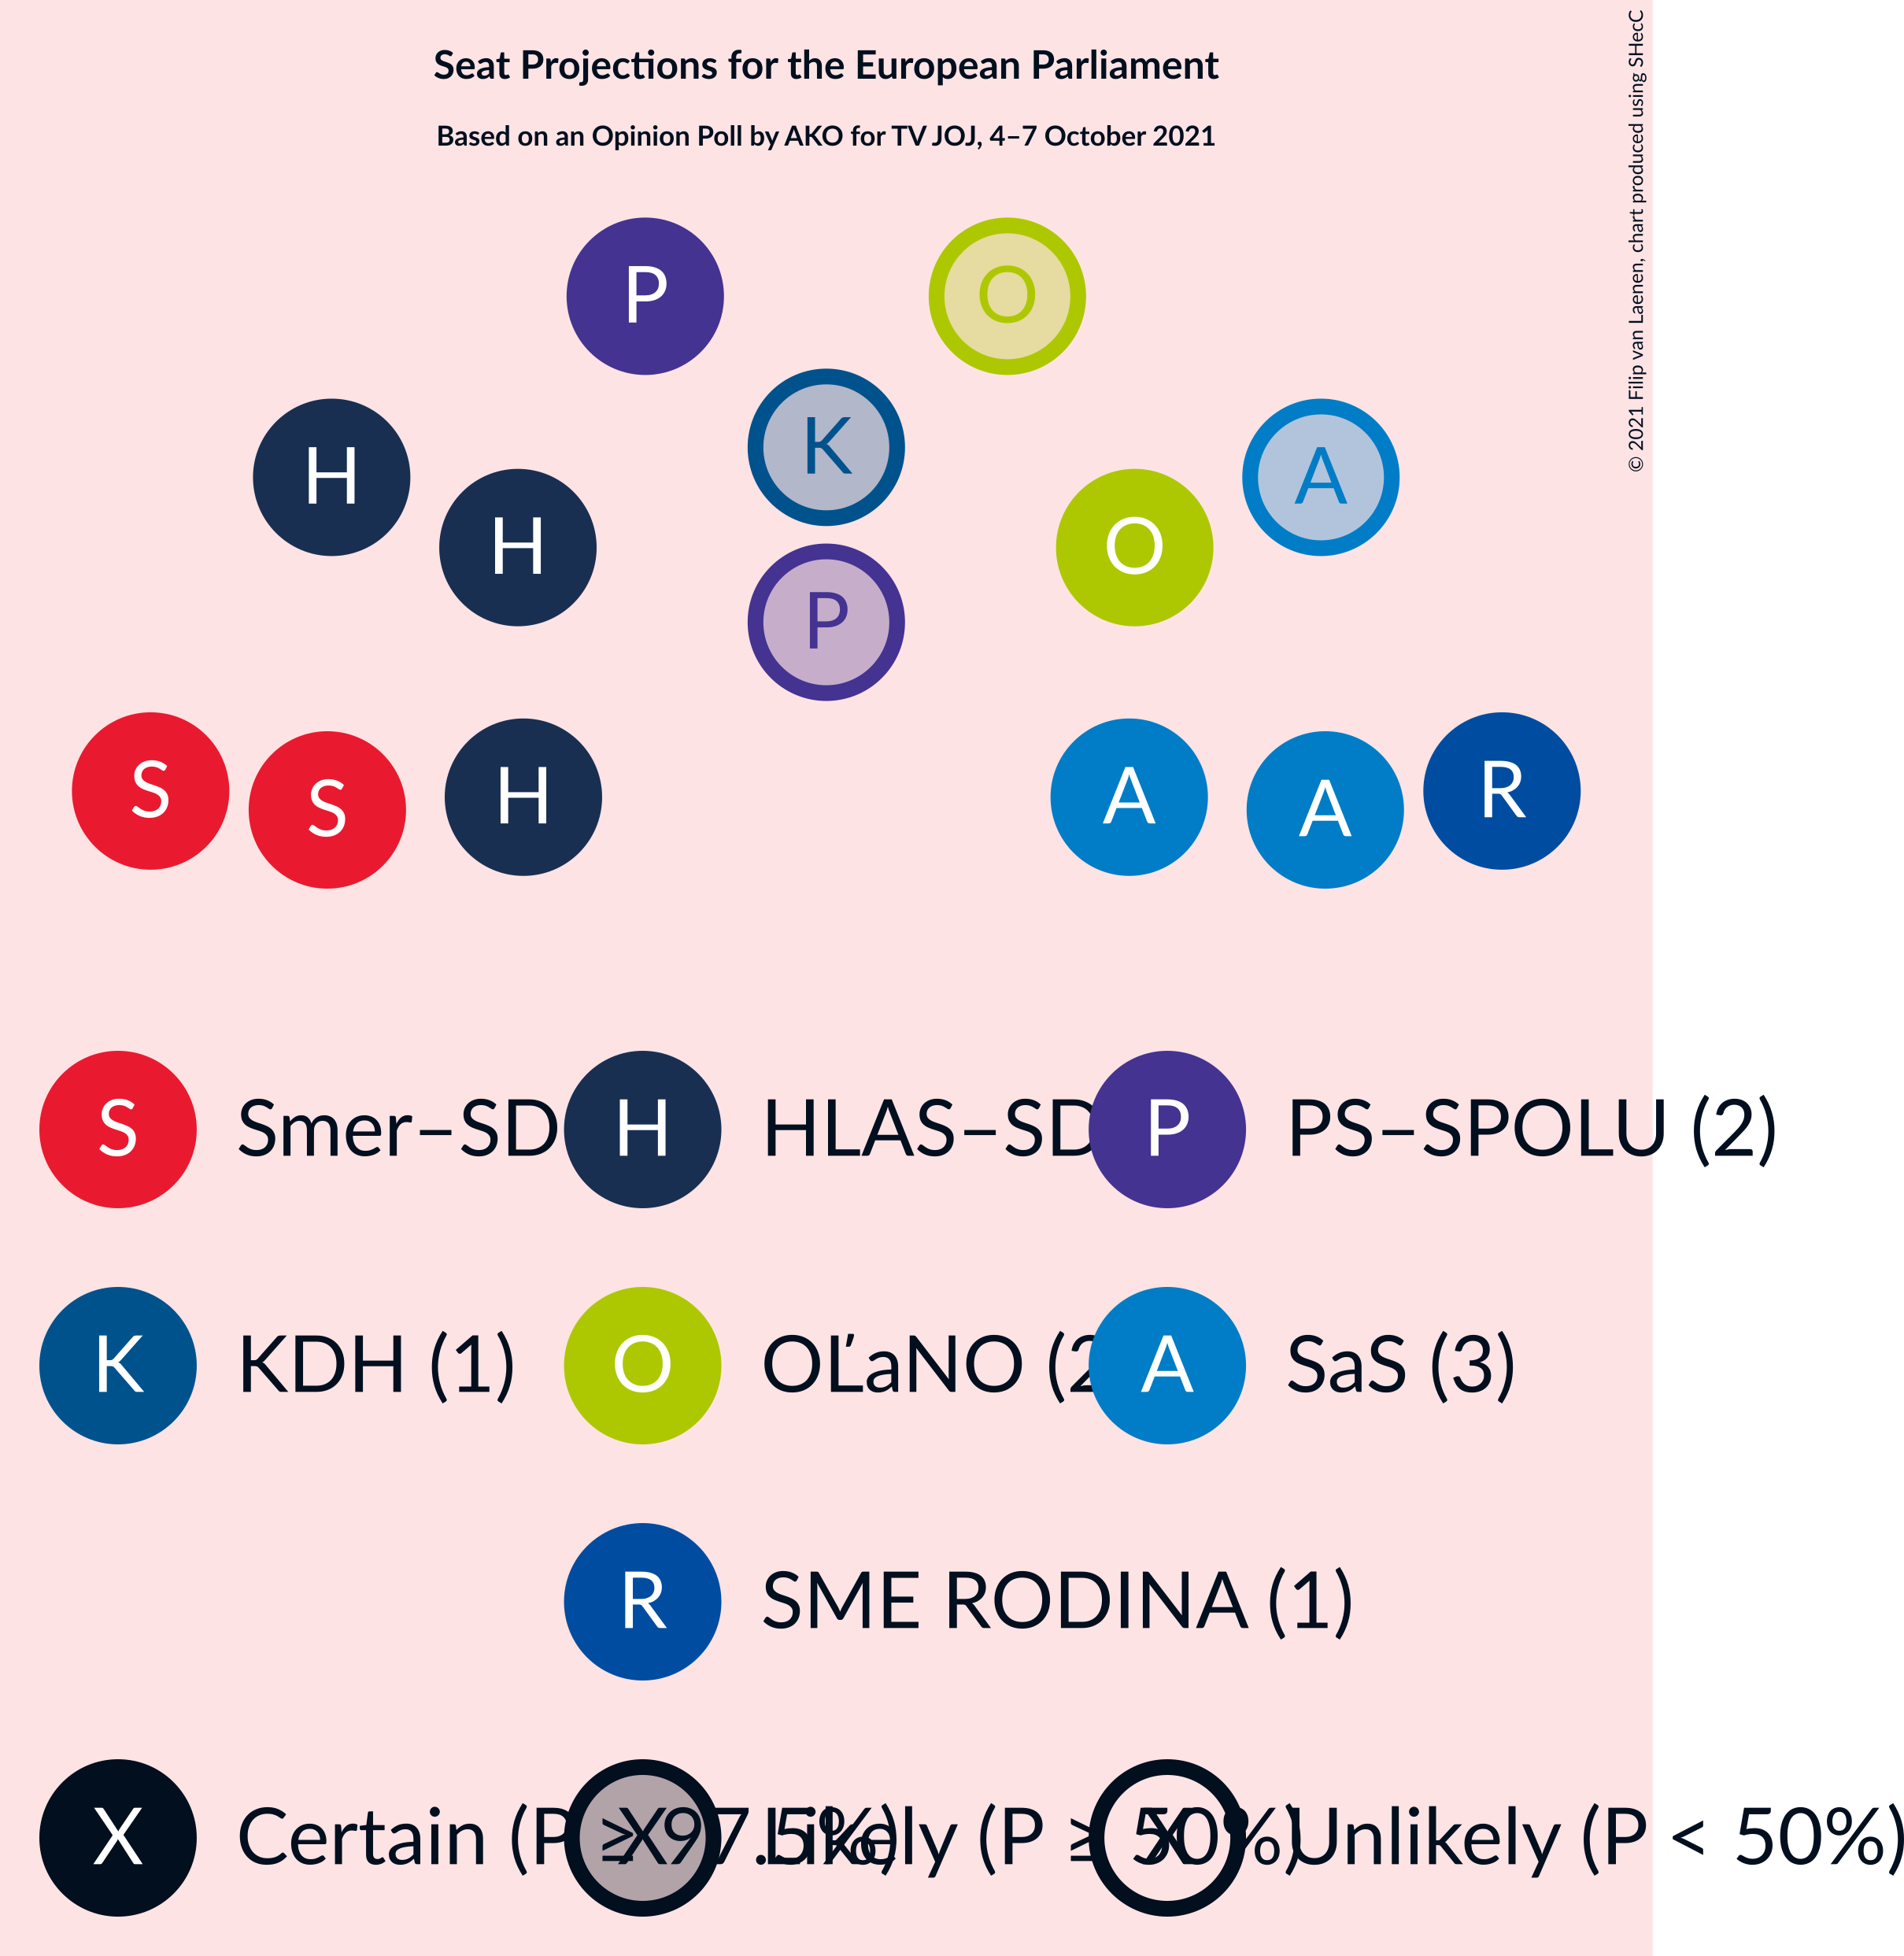 Seat Projections for the European Parliament
Based on an Opinion Poll by AKO for TV JOJ, 4–7 October 2021
© 2021 Filip van Laenen, chart produced using SHecC
P O
K
H A
H O
P
S R
H A
S A
S Smer–SD H HLAS–SD P PS–SPOLU (2)
K KDH (1) O OĽaNO (2 A SaS (3)
R SME RODINA (1)
X Certain (P ≥ 97.5%) X Likely (P ≥ 50%) X Unlikely (P < 50%)